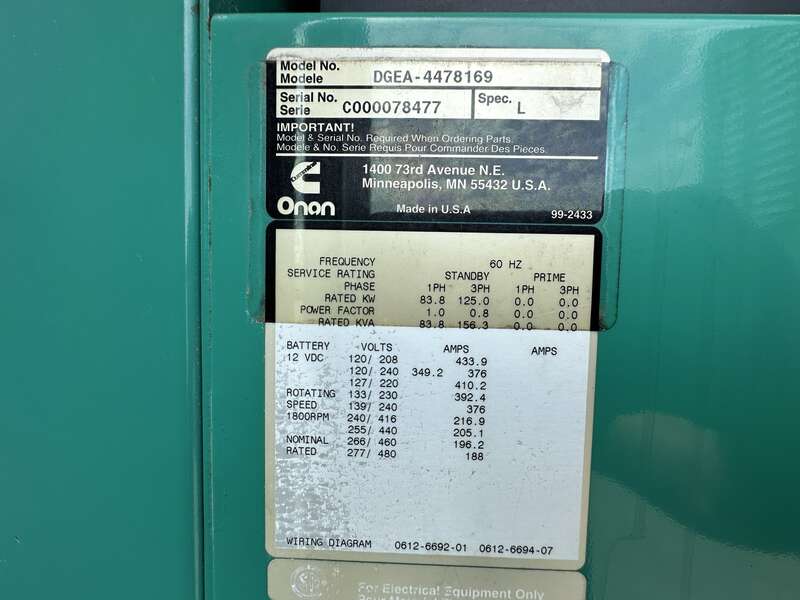 Model No.
Modele DGEA-4478169
Serial No.
Serie C000078477 Spec. L
IMPORTANT!
Model & Serial No. Required When Ordering Parts.
Modele & No. Serie Requis Pour Commander Des Pieces.
1400 73rd Avenue N.E.
Minneapolis, MN 55432 U.S.A.
Onan Made in U.S.A 99-2433
FREQUENCY 60 HZ
SERVICE RATING STANDBY PRIME
PHASE 1PH 3PH 1PH 3PH
RATED KW 83.8 125.0 0.0 0.0
POWER FACTOR 1.0 0.8 0.0 0.0
RATED KVA 83.8 156.3 0.0 0.0
BATTERY VOLTS AMPS AMPS
12 VDC 120/ 208 433.9
120/ 240 349.2 376
127/ 220 410.2
ROTATING 133/ 230 392.4
SPEED 139/ 240 376
1800RPM 240/ 416 216.9
255/ 440 205.1
NOMINAL 266/ 460 196.2
RATED 277/ 480 188
WIRING DIAGRAM 0612-6692-01 0612-6694-07
For Electrical Equipment Only